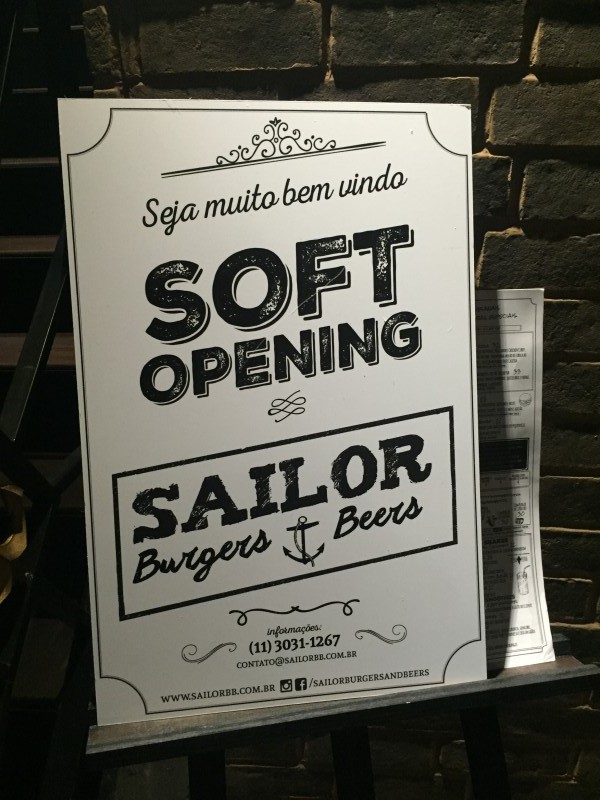 Seja muito bem vindo
SOFT
OPENING
SAILOR
Burgers Beers
informações:
(11) 3031-1267
CONTATO@SAILORBB.COM.BR
WWW.SAILORBB.COM.BR /SAILORBURGERSANDBEERS